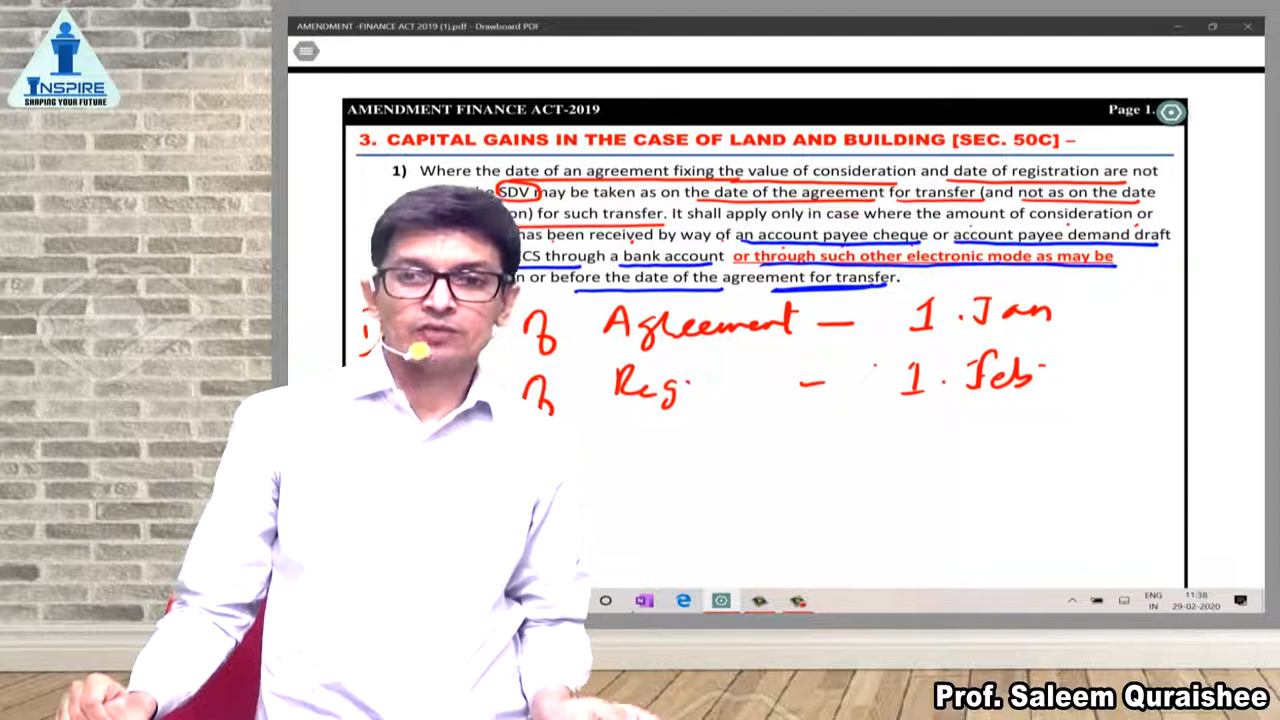 INSPIRE
SHAPING YOUR FUTURE
AMENDMENT -FINANCE ACT 2019 (1).pdf - Drawboard PDF
AMENDMENT FINANCE ACT-2019 Page 1.
3. CAPITAL GAINS IN THE CASE OF LAND AND BUILDING [SEC. 50C] –
1) Where the date of an agreement fixing the value of consideration and date of registration are not
SDV may be taken as on the date of the agreement for transfer (and not as on the date
for such transfer. It shall apply only in case where the amount of consideration or
has been received by way of an account payee cheque or account payee demand draft
CS through a bank account or through such other electronic mode as may be
or before the date of the agreement for transfer.
of Agreement — 1. Jan
of Reg. – 1. Feb.
ENG 11:38
IN 29-02-2020
Prof. Saleem Quraishee